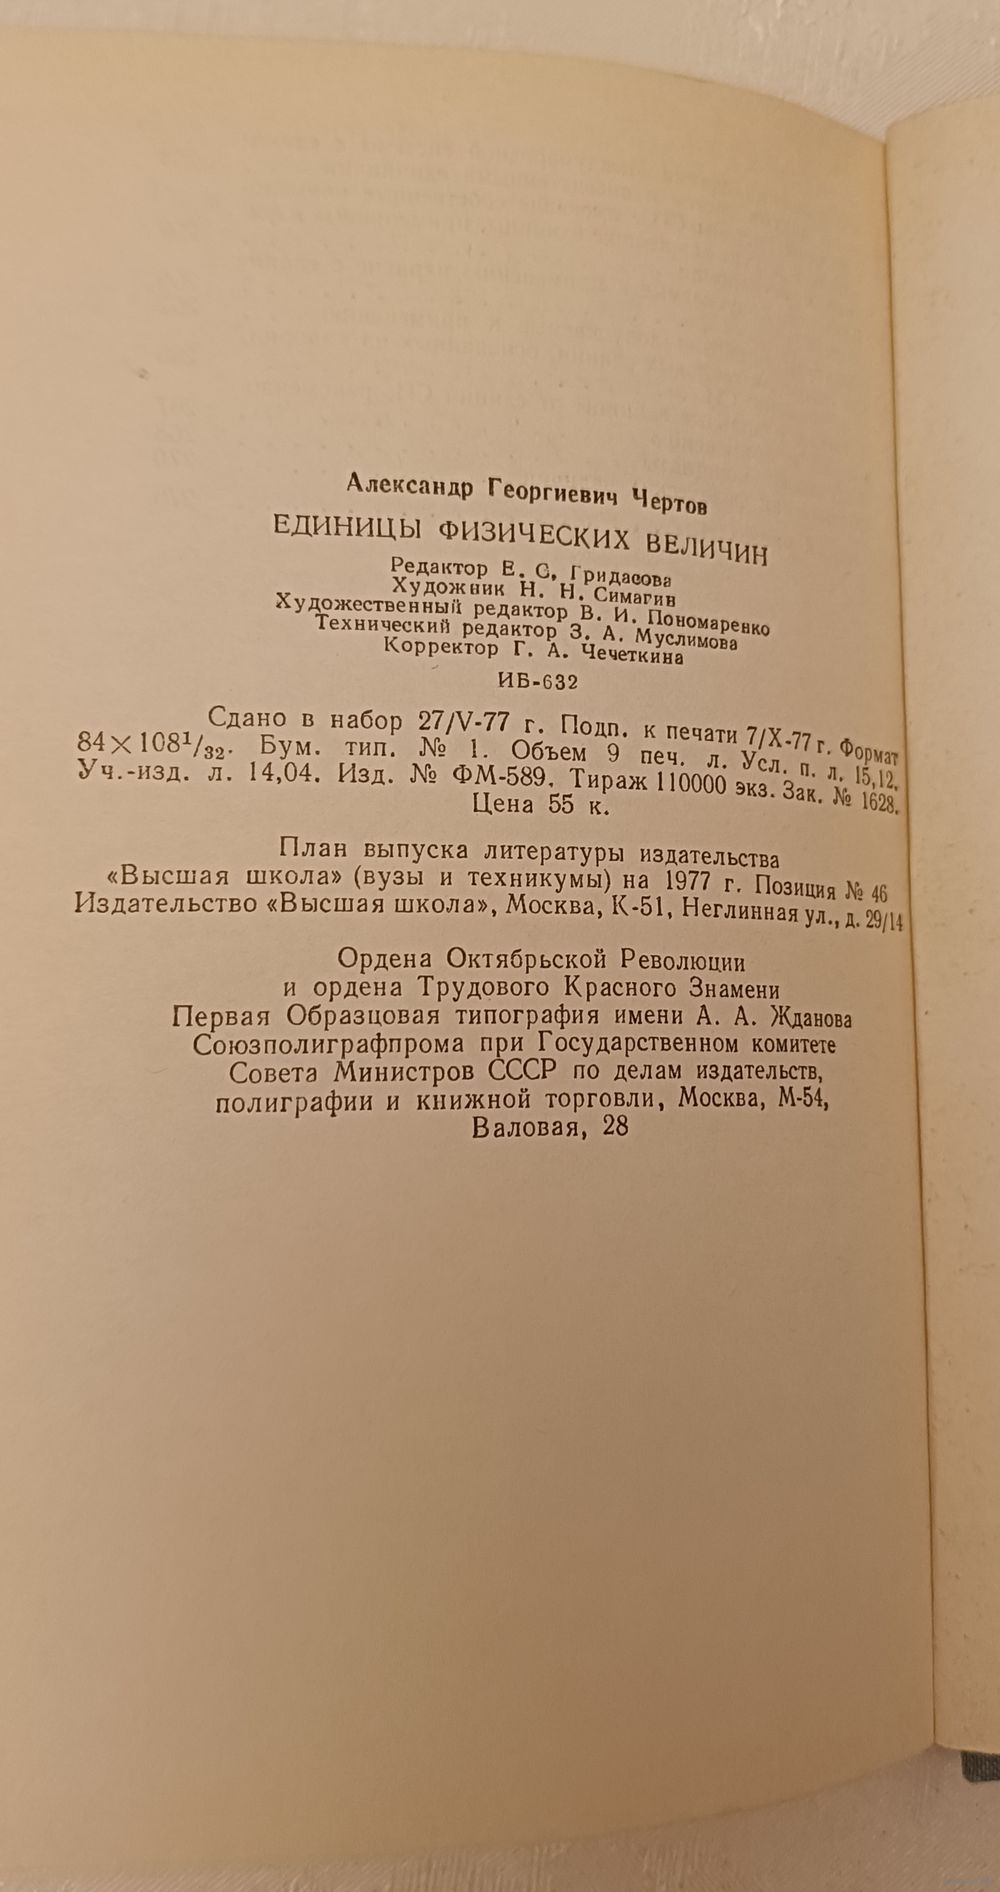 Александр Георгиевич Чертов
ЕДИНИЦЫ ФИЗИЧЕСКИХ ВЕЛИЧИН
Редактор Е. С. Гридасова
Художник Н. Н. Симагин
Художественный редактор В. И. Пономаренко
Технический редактор З. А. Муслимова
Корректор Г. А. Чечеткина
ИБ-632
Сдано в набор 27/V-77 г. Подп. к печати 7/X-77 г. Формат
84×108¹/₃₂. Бум. тип. № 1. Объем 9 печ. л. Усл. п. л. 15,12.
Уч.-изд. л. 14,04. Изд. № ФМ-589. Тираж 110000 экз. Зак. № 1628.
Цена 55 к.
План выпуска литературы издательства
«Высшая школа» (вузы и техникумы) на 1977 г. Позиция № 46
Издательство «Высшая школа», Москва, К-51, Неглинная ул., д. 29/14
Ордена Октябрьской Революции
и ордена Трудового Красного Знамени
Первая Образцовая типография имени А. А. Жданова
Союзполиграфпрома при Государственном комитете
Совета Министров СССР по делам издательств,
полиграфии и книжной торговли, Москва, М-54,
Валовая, 28